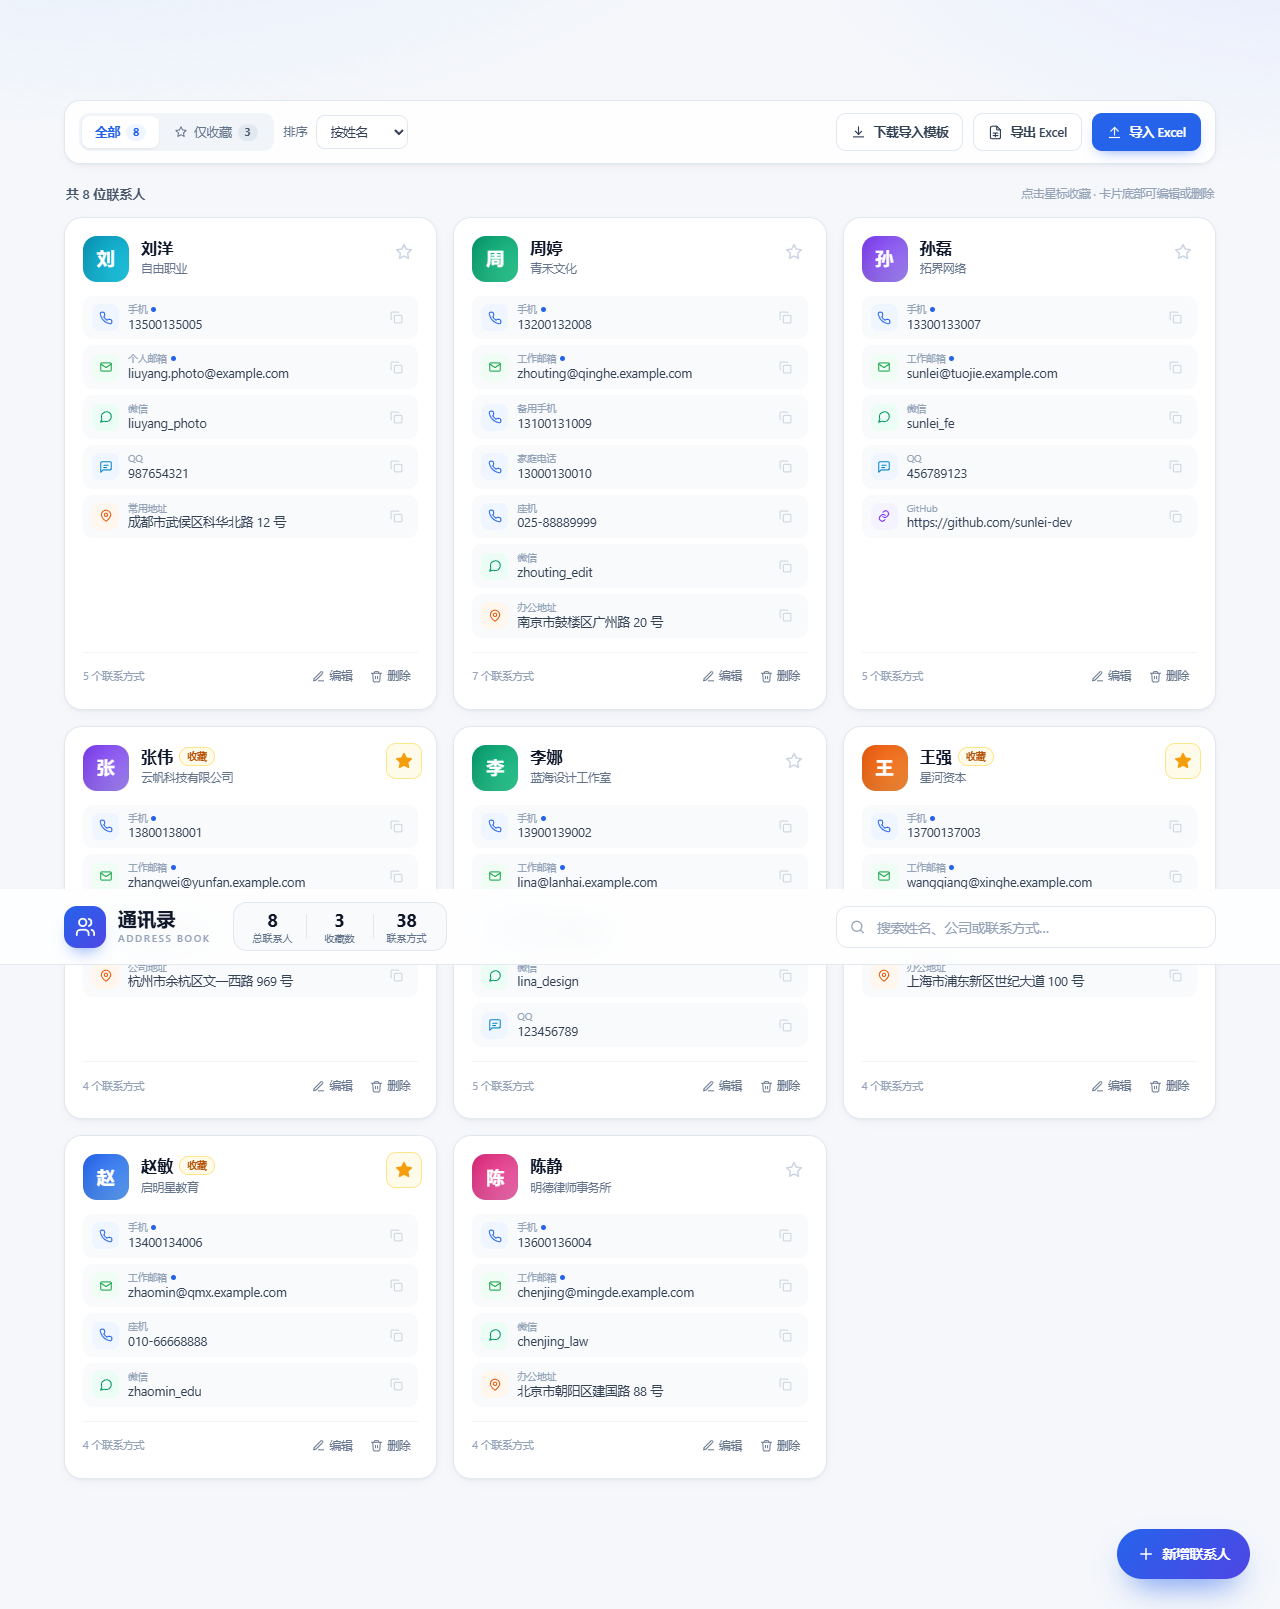 全部 8 仅收藏 3 排序 按姓名 下载导入模板 导出 Excel 导入 Excel
共 8 位联系人 点击星标收藏 · 卡片底部可编辑或删除
刘 刘洋
自由职业
手机
13500135005
个人邮箱
liuyang.photo@example.com
微信
liuyang_photo
QQ
987654321
常用地址
成都市武侯区科华北路 12 号
5 个联系方式 编辑 删除
周 周婷
青禾文化
手机
13200132008
工作邮箱
zhouting@qinghe.example.com
备用手机
13100131009
家庭电话
13000130010
座机
025-88889999
微信
zhouting_edit
办公地址
南京市鼓楼区广州路 20 号
7 个联系方式 编辑 删除
孙 孙磊
拓界网络
手机
13300133007
工作邮箱
sunlei@tuojie.example.com
微信
sunlei_fe
QQ
456789123
GitHub
https://github.com/sunlei-dev
5 个联系方式 编辑 删除
张 张伟 收藏
云帆科技有限公司
手机
13800138001
工作邮箱
zhangwei@yunfan.example.com
李 李娜
蓝海设计工作室
手机
13900139002
工作邮箱
lina@lanhai.example.com
王 王强 收藏
星河资本
手机
13700137003
工作邮箱
wangqiang@xinghe.example.com
通讯录
ADDRESS BOOK
8 3 38
总联系人 收藏数 联系方式
搜索姓名、公司或联系方式...
公司地址
杭州市余杭区文一西路 969 号
4 个联系方式 编辑 删除
微信
lina_design
QQ
123456789
5 个联系方式 编辑 删除
办公地址
上海市浦东新区世纪大道 100 号
4 个联系方式 编辑 删除
赵 赵敏 收藏
启明星教育
手机
13400134006
工作邮箱
zhaomin@qmx.example.com
座机
010-66668888
微信
zhaomin_edu
4 个联系方式 编辑 删除
陈 陈静
明德律师事务所
手机
13600136004
工作邮箱
chenjing@mingde.example.com
微信
chenjing_law
办公地址
北京市朝阳区建国路 88 号
4 个联系方式 编辑 删除
新增联系人